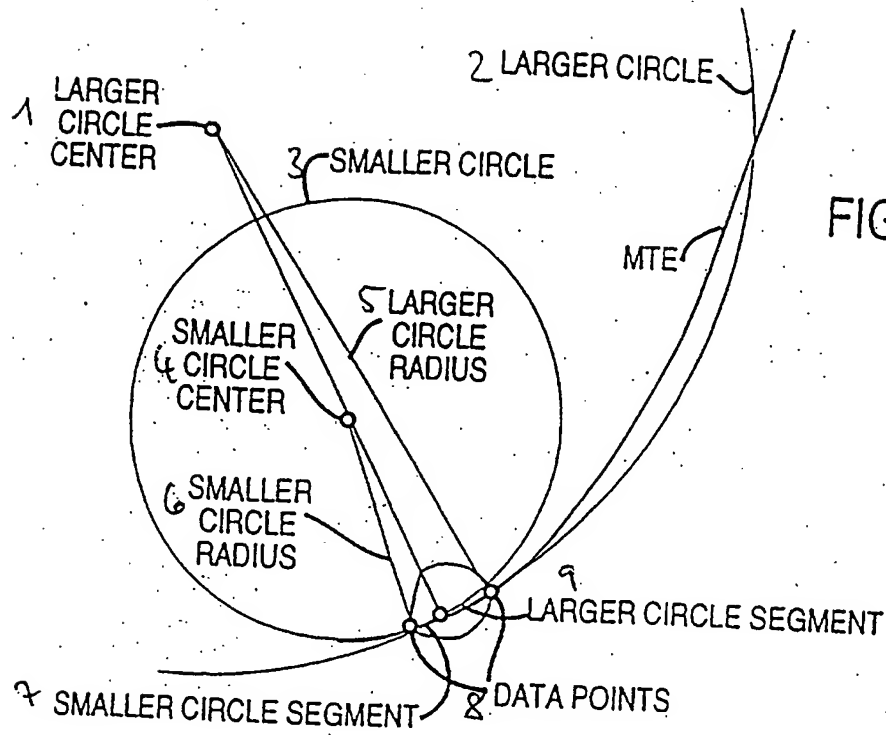 2 LARGER CIRCLE
1 LARGER
CIRCLE
CENTER
3 SMALLER CIRCLE
FIG
MTE
5 LARGER
CIRCLE
RADIUS
SMALLER
4 CIRCLE
CENTER
6 SMALLER
CIRCLE
RADIUS
9
LARGER CIRCLE SEGMENT
8 DATA POINTS
7 SMALLER CIRCLE SEGMENT